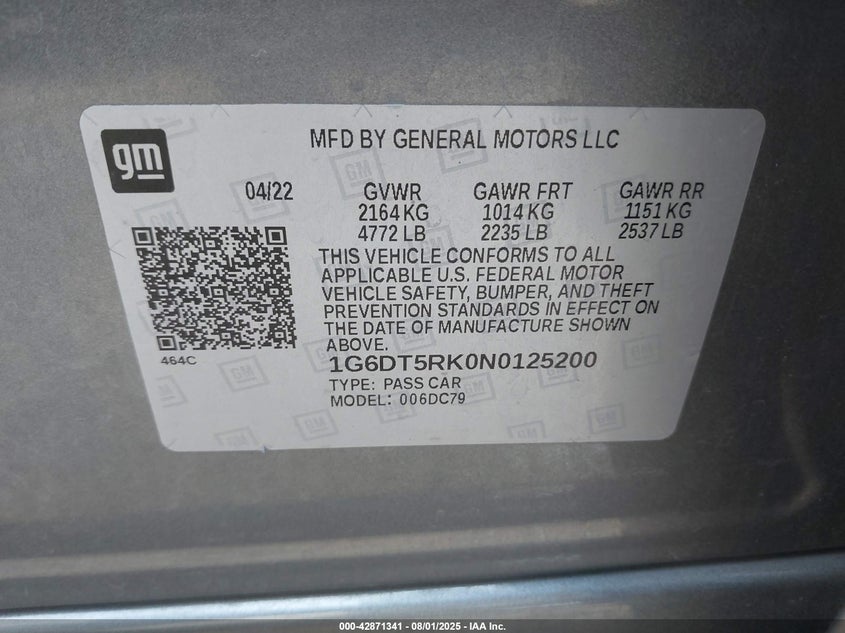 gm
MFD BY GENERAL MOTORS LLC
04/22 GVWR GAWR FRT GAWR RR
2164 KG 1014 KG 1151 KG
4772 LB 2235 LB 2537 LB
THIS VEHICLE CONFORMS TO ALL
APPLICABLE U.S. FEDERAL MOTOR
VEHICLE SAFETY, BUMPER, AND THEFT
PREVENTION STANDARDS IN EFFECT ON
THE DATE OF MANUFACTURE SHOWN
ABOVE.
464C
1G6DT5RK0N0125200
TYPE: PASS CAR
MODEL: 006DC79
000-42871341 - 08/01/2025 - IAA Inc.